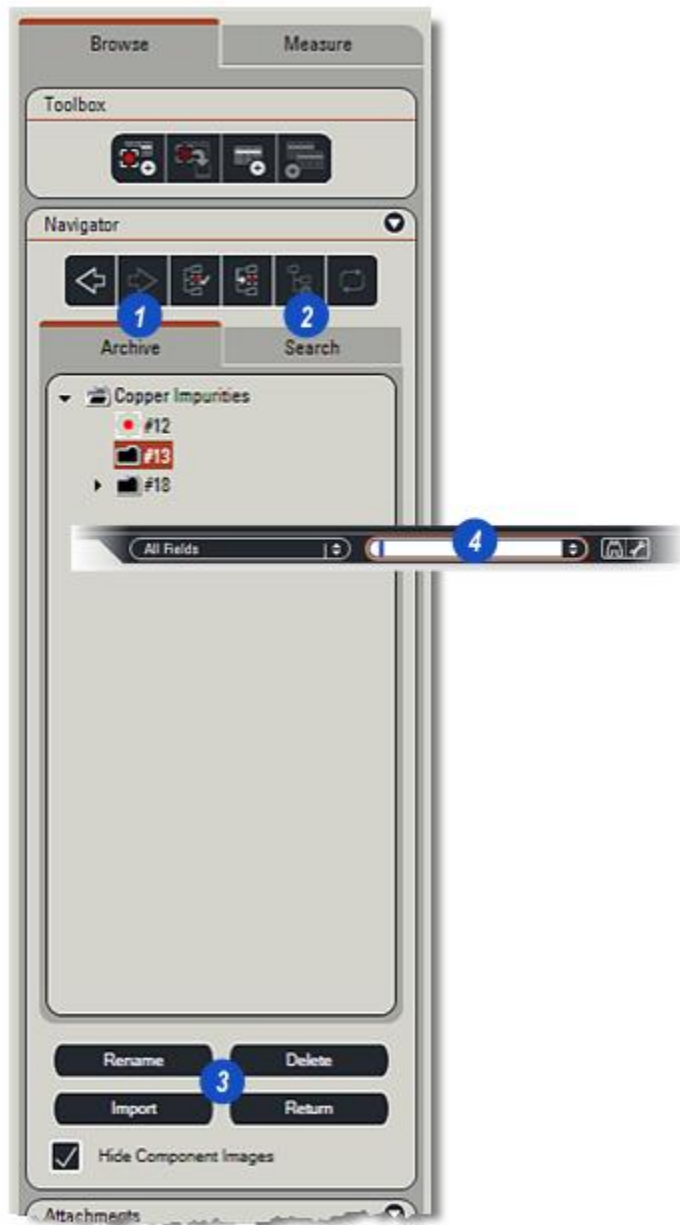 Browse Measure
Toolbox
Navigator
1 2
Archive Search
Copper Impurities
#12
#13
#18
All Fields 4
Rename Delete
3
Import Return
Hide Component Images
Attachments